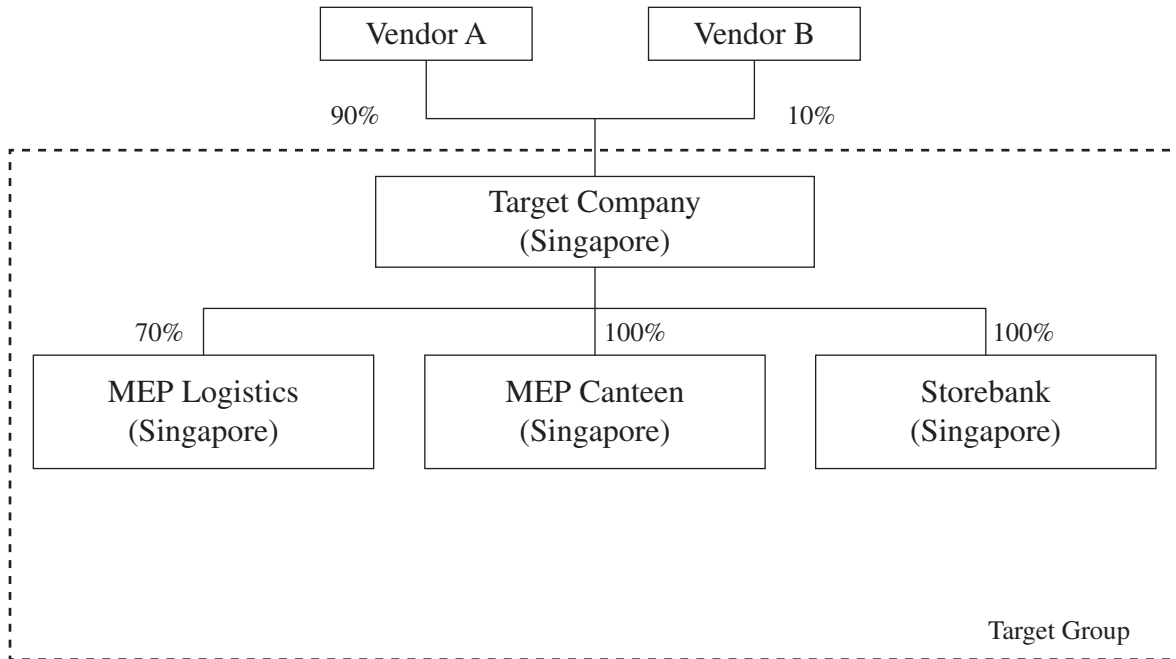 Vendor A
Vendor B
90%
10%
Target Company
(Singapore)
70%
100%
100%
MEP Logistics
(Singapore)
MEP Canteen
(Singapore)
Storebank
(Singapore)
Target Group